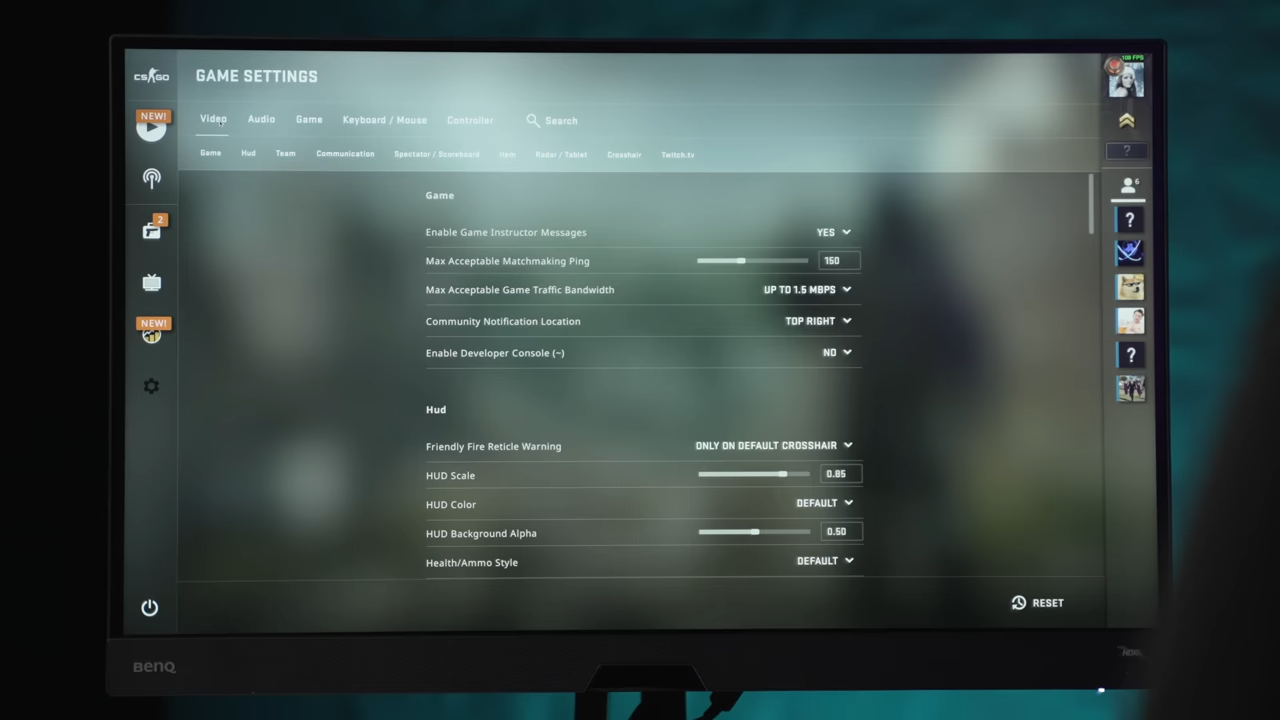 CS GO
GAME SETTINGS
108 FPS
NEW!
Video Audio Game Keyboard / Mouse Controller Search
Game Hud Team Communication Spectator / Scoreboard Item Radar / Tablet Crosshair Twitch.tv
?
6
Game
2
?
Enable Game Instructor Messages YES
Max Acceptable Matchmaking Ping 150
Max Acceptable Game Traffic Bandwidth UP TO 1.5 MBPS
Community Notification Location TOP RIGHT
NEW!
Enable Developer Console (~) NO
?
Hud
Friendly Fire Reticle Warning ONLY ON DEFAULT CROSSHAIR
HUD Scale 0.85
HUD Color DEFAULT
HUD Background Alpha 0.50
Health/Ammo Style DEFAULT
RESET
BenQ